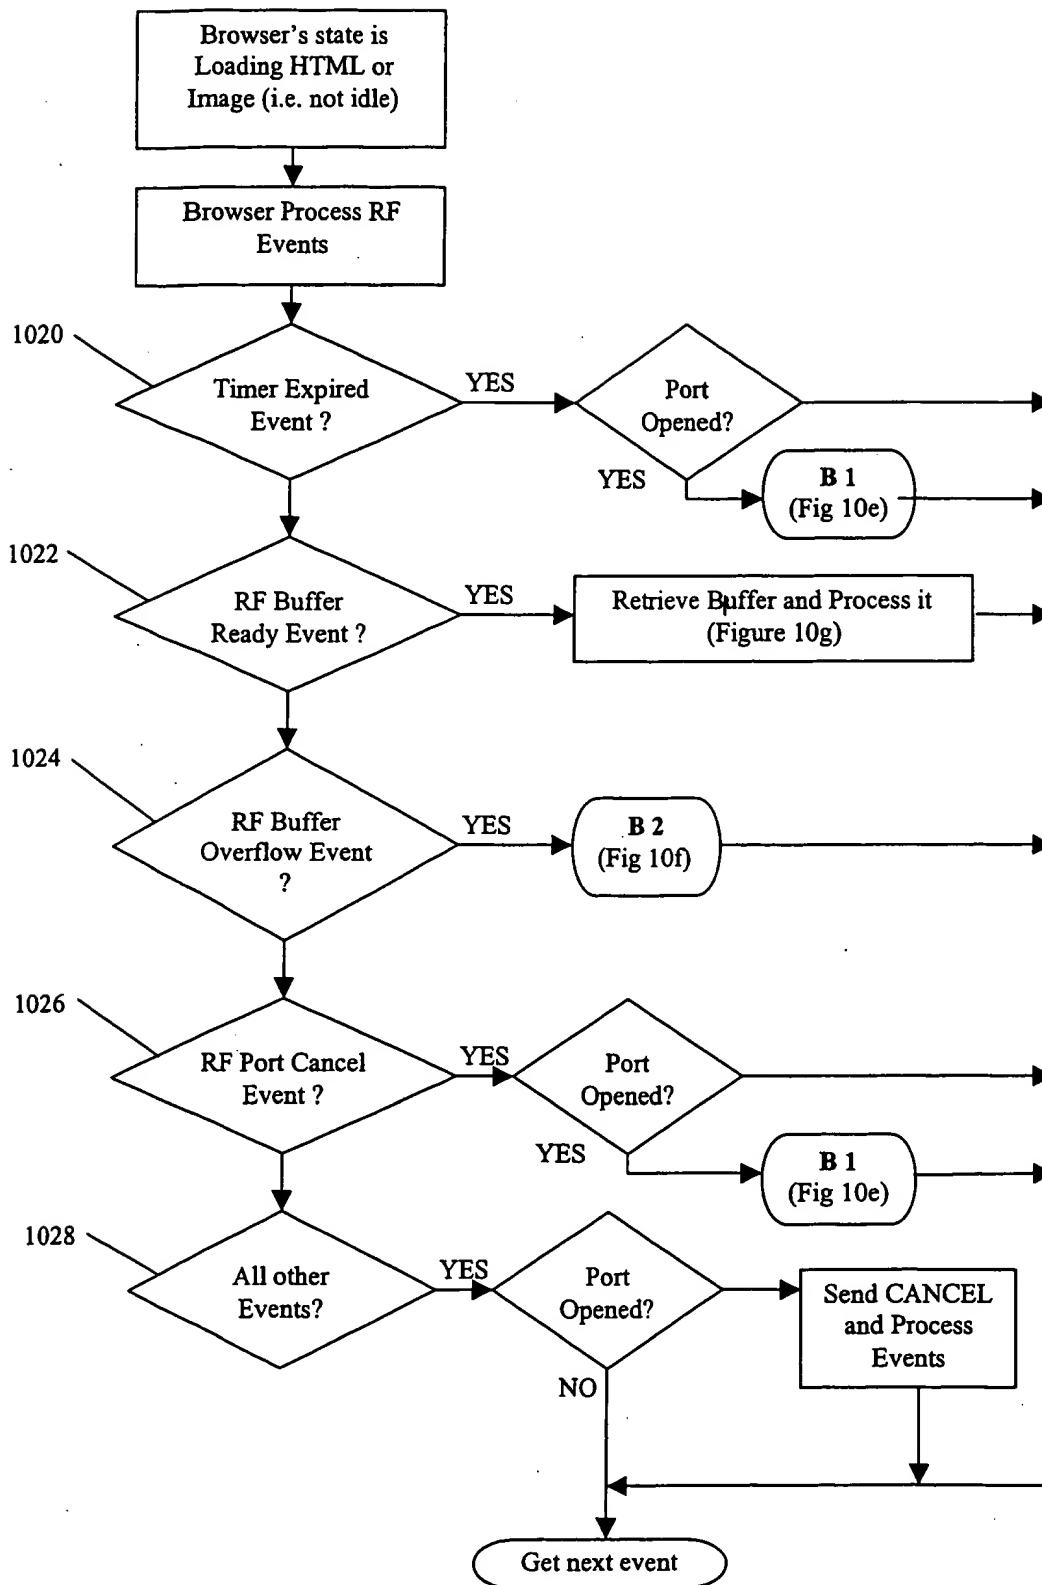 Browser's state is
Loading HTML or
Image (i.e. not idle)
Browser Process RF
Events
1020
Timer Expired
Event ?
YES
Port
Opened?
YES
B 1
(Fig 10e)
1022
RF Buffer
Ready Event ?
YES
Retrieve Buffer and Process it
(Figure 10g)
1024
RF Buffer
Overflow Event
?
YES
B 2
(Fig 10f)
1026
RF Port Cancel
Event ?
YES
Port
Opened?
YES
B 1
(Fig 10e)
1028
All other
Events?
YES
Port
Opened?
NO
Send CANCEL
and Process
Events
Get next event